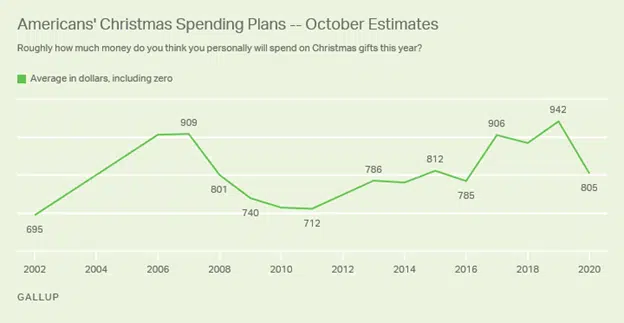 Americans' Christmas Spending Plans -- October Estimates
Roughly how much money do you think you personally will spend on Christmas gifts this year?
Average in dollars, including zero
695
909
801
740
712
786
812
785
906
942
805
2002 2004 2006 2008 2010 2012 2014 2016 2018 2020
GALLUP